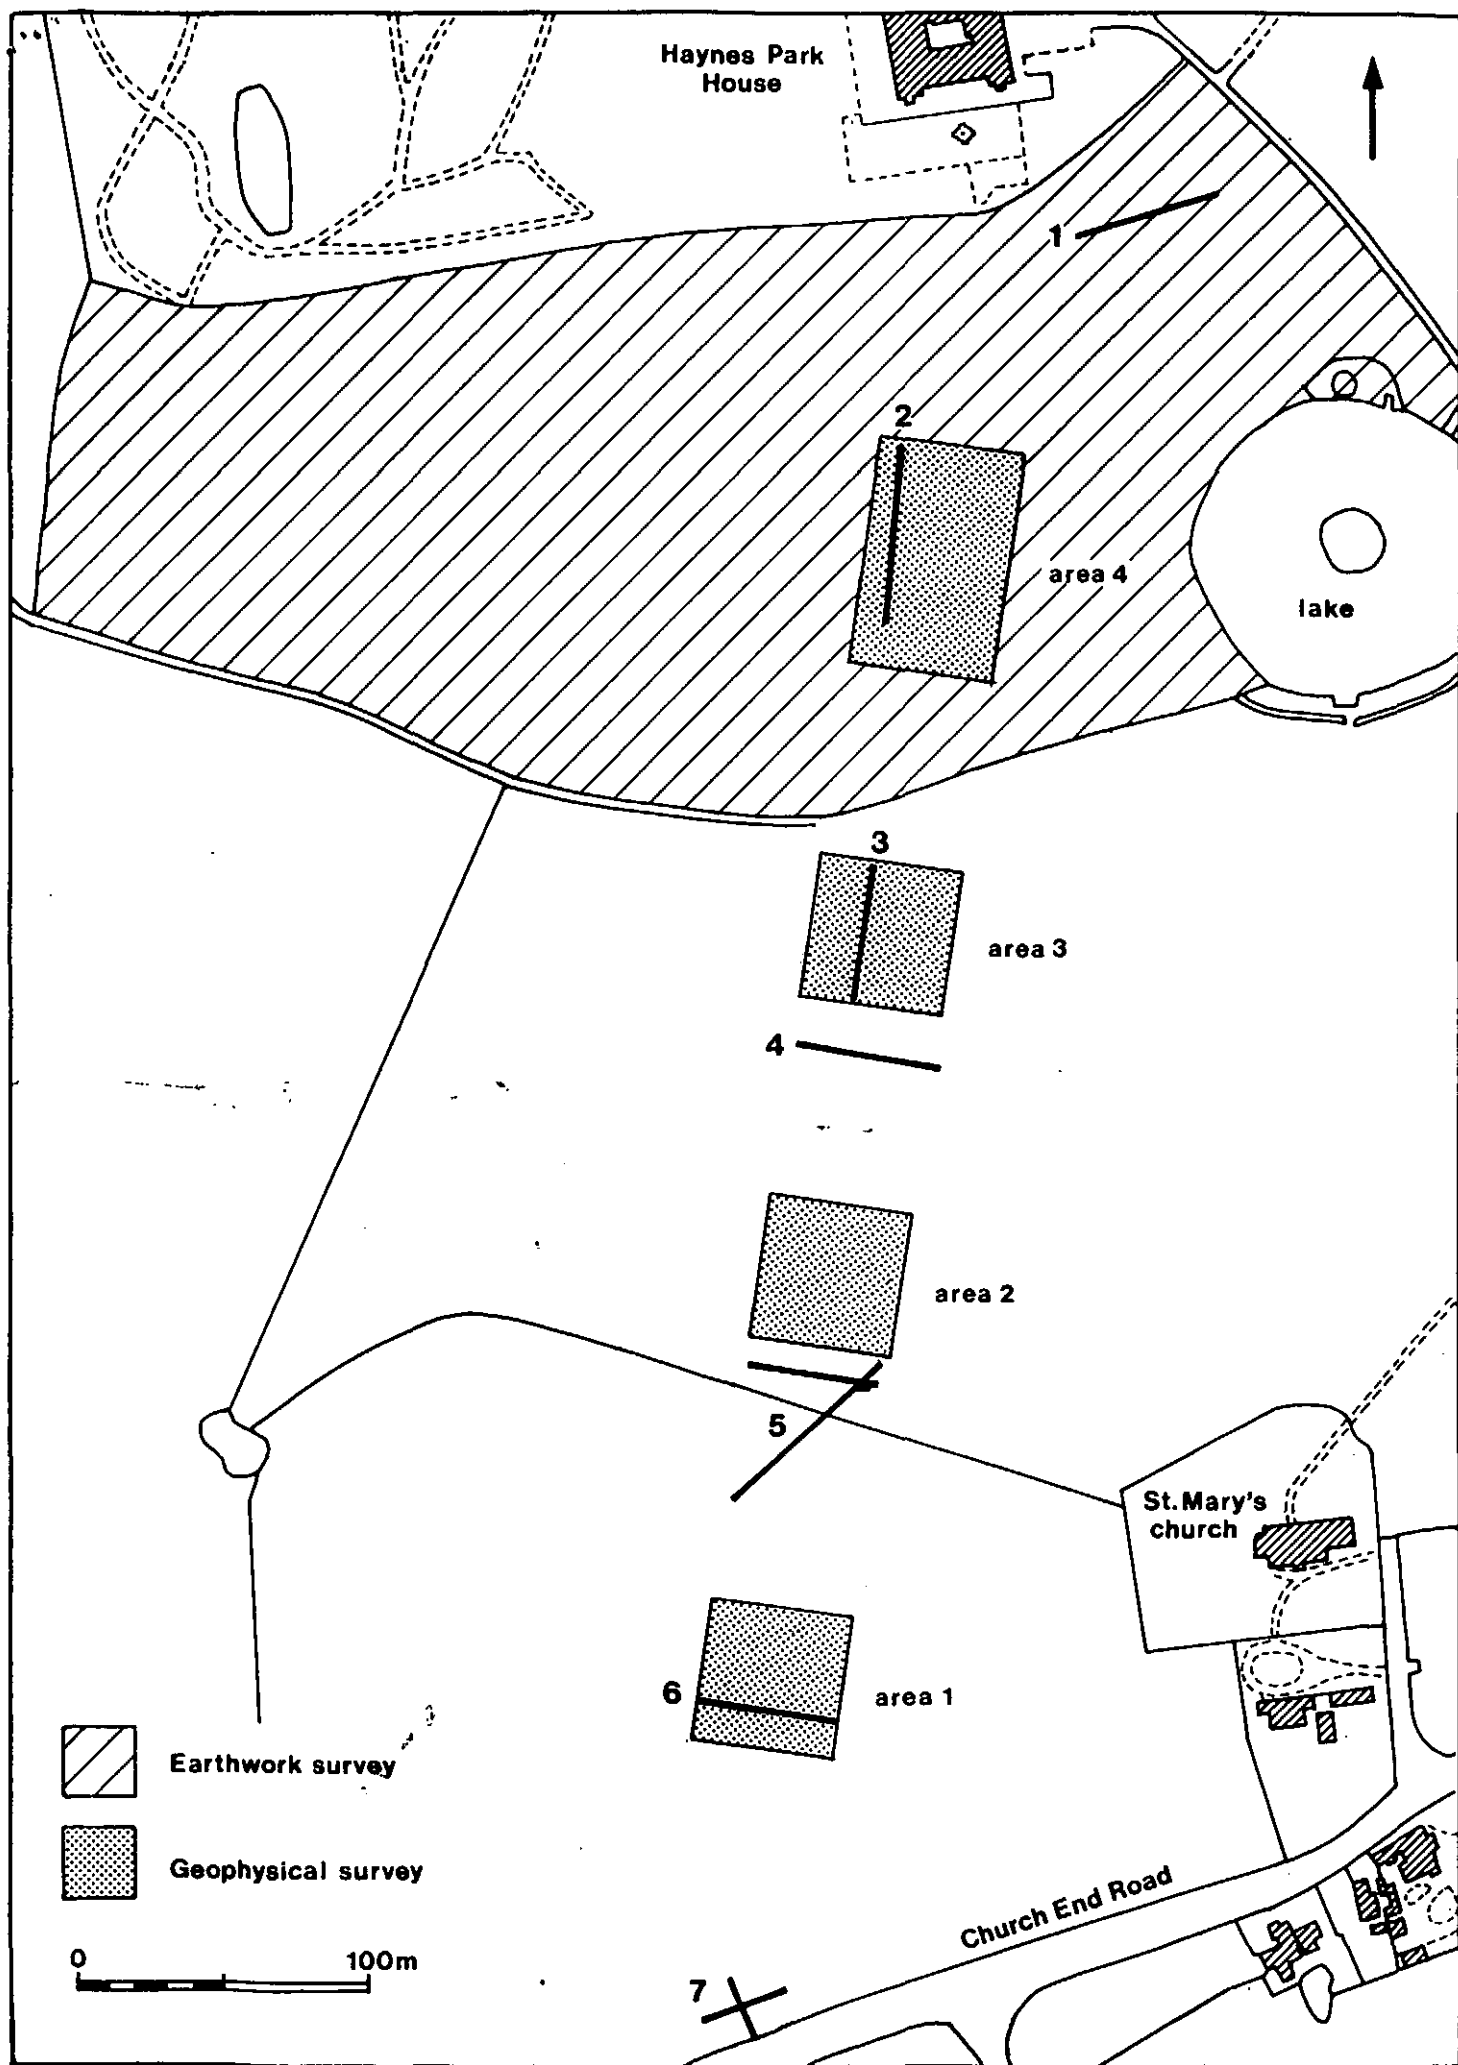 Haynes Park
House
1
2
area 4
lake
3
area 3
4
area 2
5
St. Mary's
church
6
area 1
Earthwork survey
Geophysical survey
Church End Road
0 100m
7